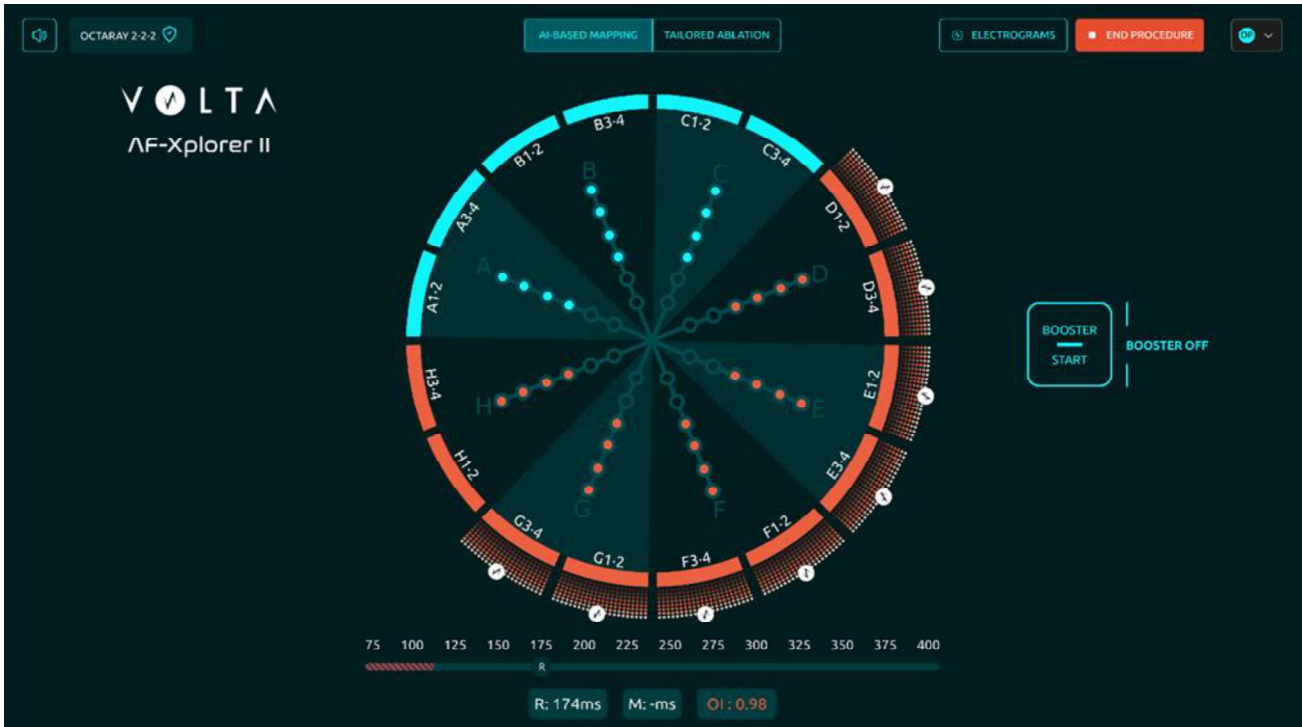 OCTARAY 2-2-2
AI-BASED MAPPING
TAILORED ABLATION
ELECTROGRAMS
END PROCEDURE
OP
VOLTA
AF-Xplorer II
B3-4
C1-2
B1-2
C3-4
A3-4
D1-2
A1-2
D3-4
H3-4
E1-2
H1-2
E3-4
G3-4
F1-2
G1-2
F3-4
B
C
A
D
H
E
G
F
BOOSTER
START
BOOSTER OFF
75 100 125 150 175 200 225 250 275 300 325 350 375 400
R
R: 174ms
M: -ms
OI : 0.98